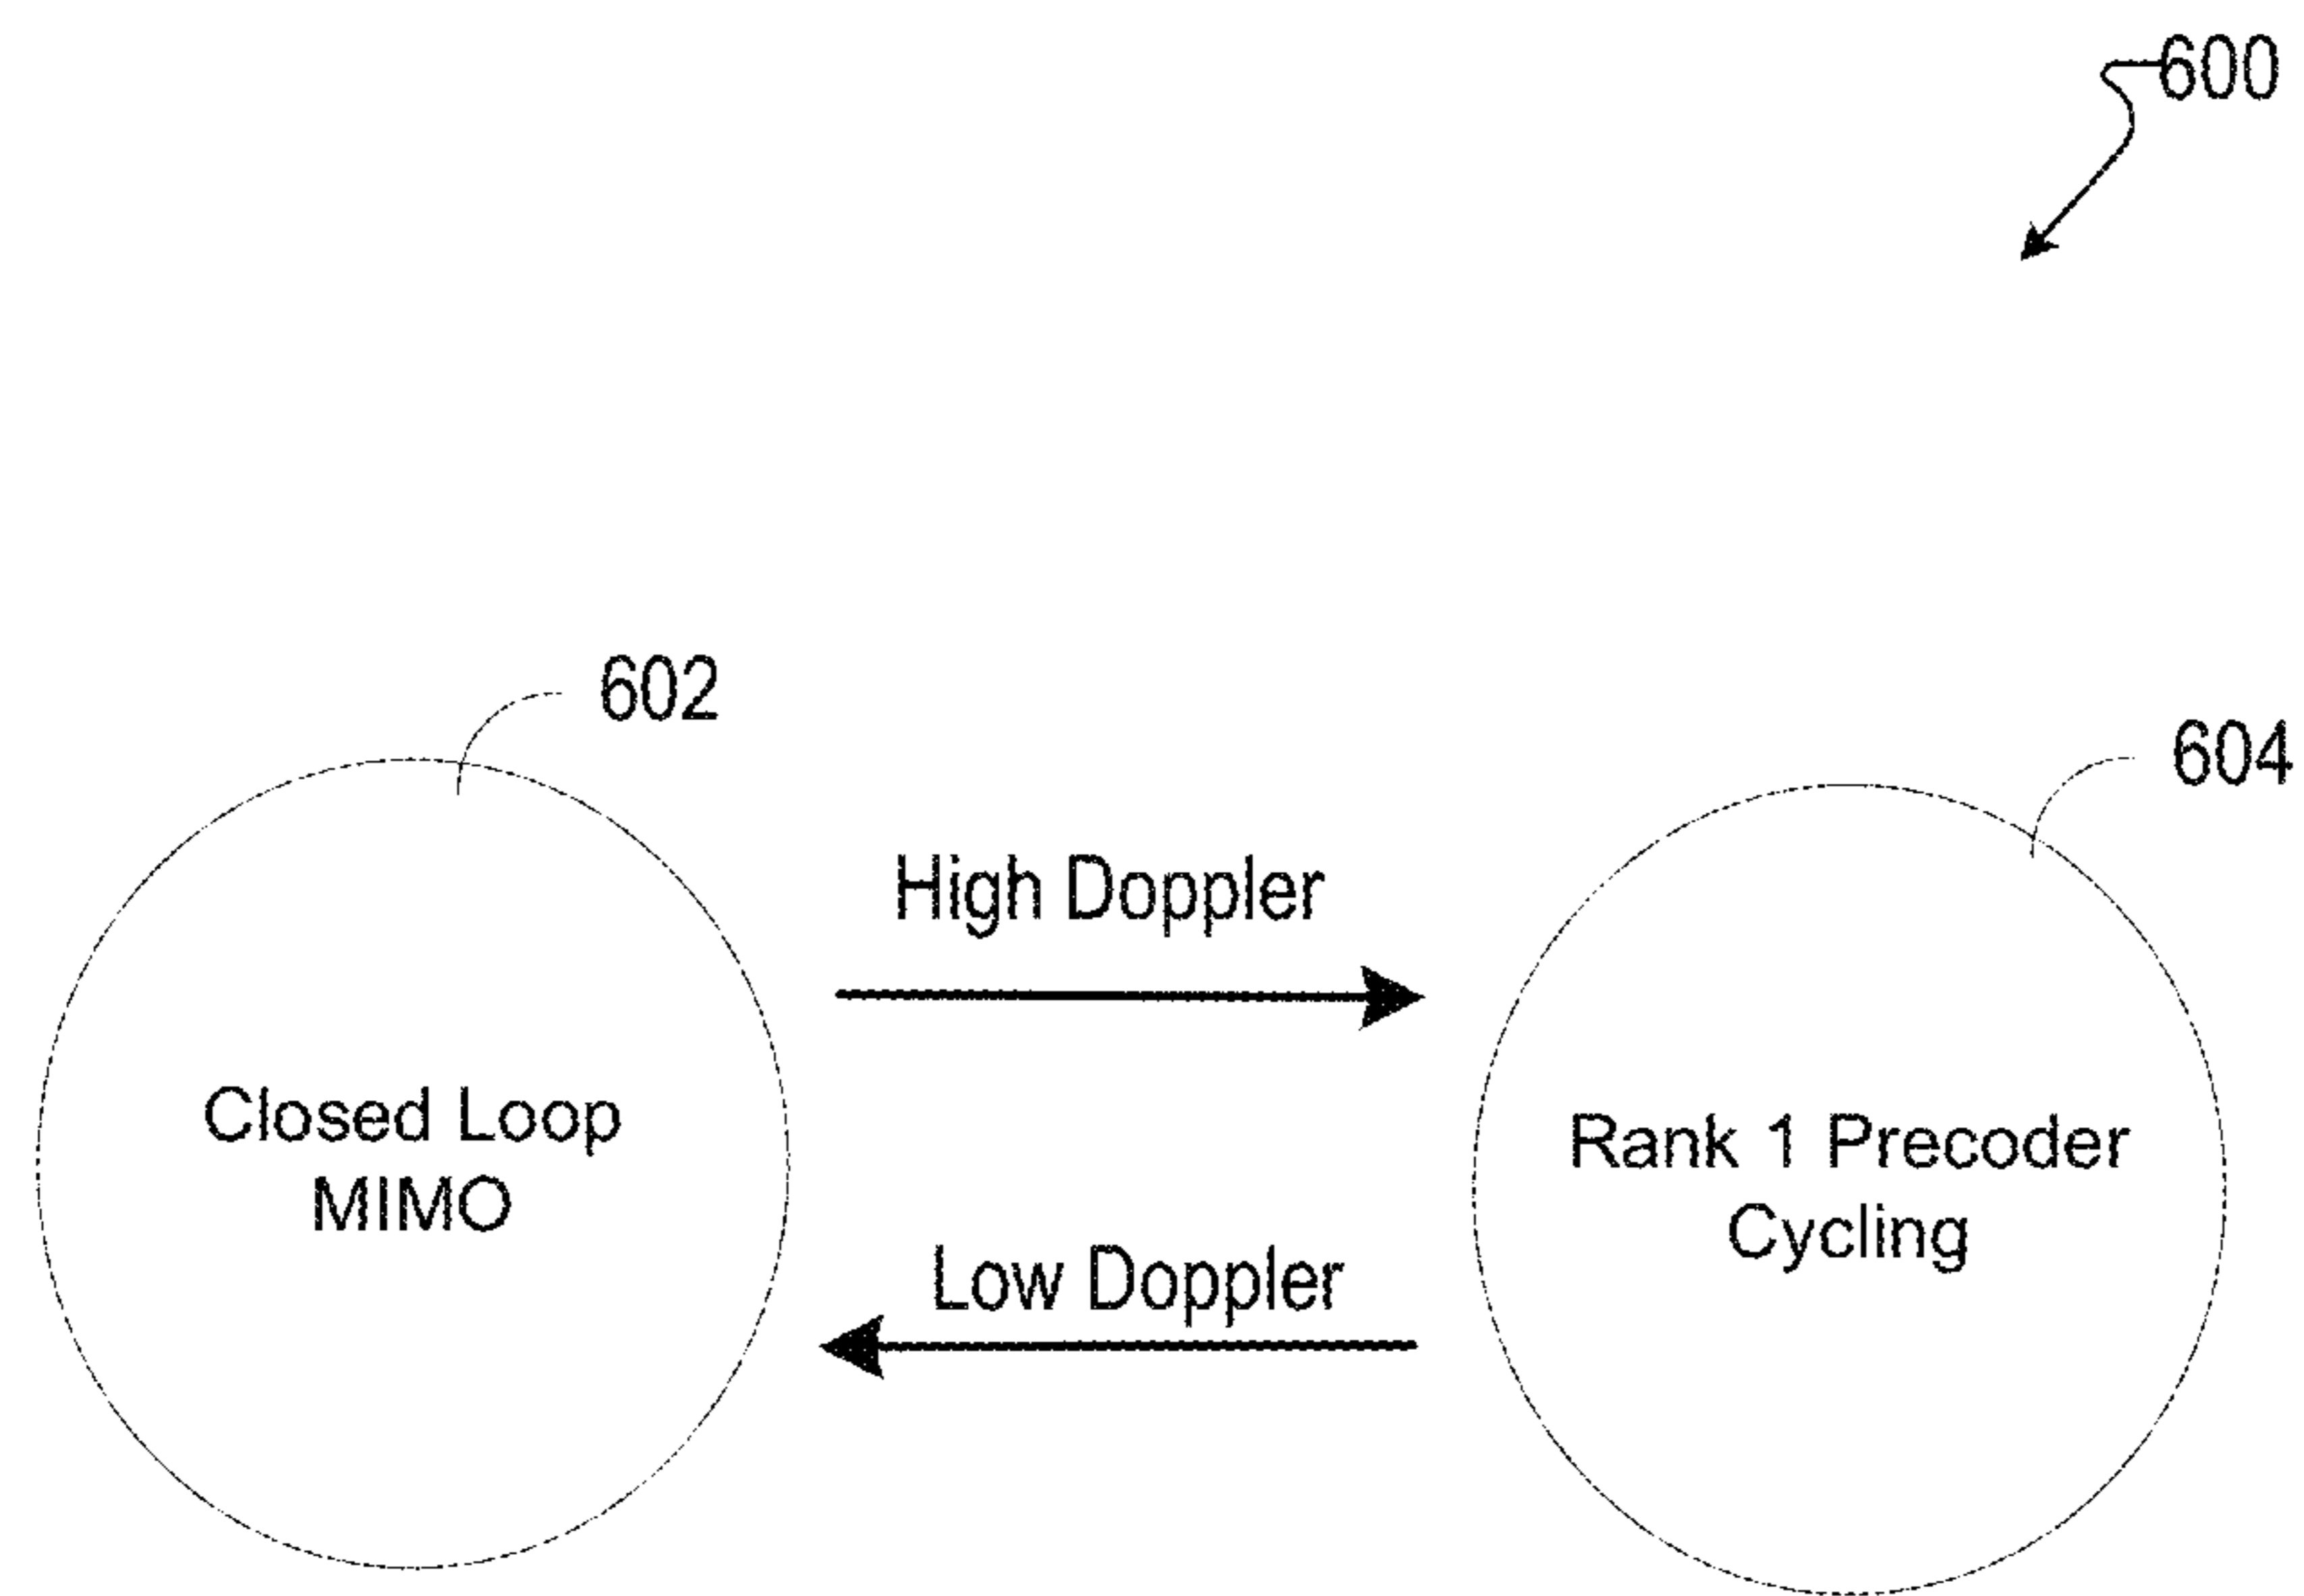 600
602
604
High Doppler
Closed Loop
MIMO
Rank 1 Precoder
Cycling
Low Doppler